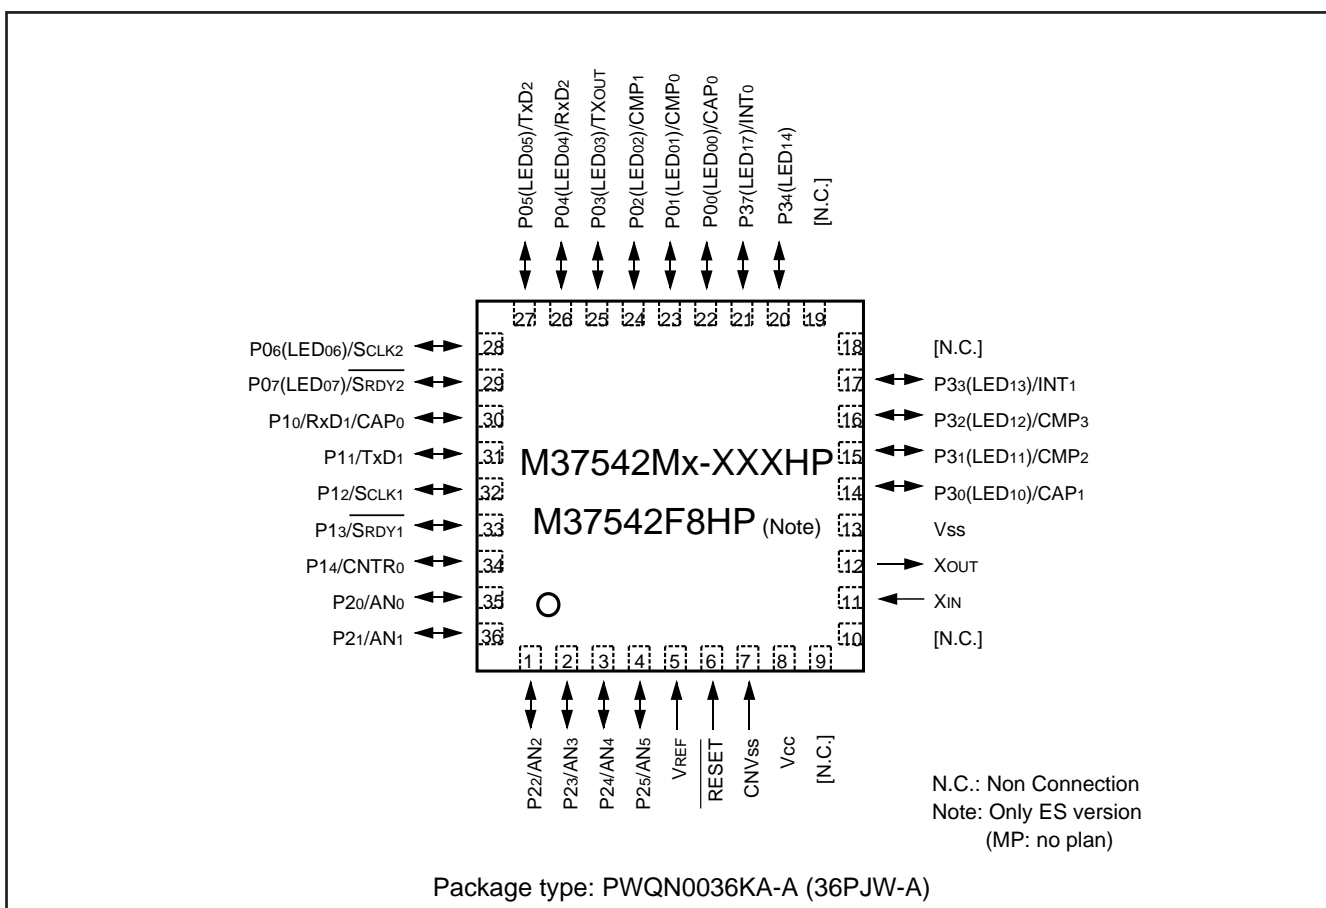 P05(LED05)/TxD2
P04(LED04)/RxD2
P03(LED03)/TXOUT
P02(LED02)/CMP1
P01(LED01)/CMP0
P00(LED00)/CAP0
P37(LED17)/INT0
P34(LED14)
[N.C.]
27 26 25 24 23 22 21 20 19
P06(LED06)/SCLK2 28
P07(LED07)/SRDY2 29
P10/RxD1/CAP0 30
P11/TxD1 31
P12/SCLK1 32
P13/SRDY1 33
P14/CNTR0 34
P20/AN0 35
P21/AN1 36
M37542Mx-XXXHP
M37542F8HP (Note)
18 [N.C.]
17 P33(LED13)/INT1
16 P32(LED12)/CMP3
15 P31(LED11)/CMP2
14 P30(LED10)/CAP1
13 Vss
12 XOUT
11 XIN
10 [N.C.]
1 2 3 4 5 6 7 8 9
P22/AN2
P23/AN3
P24/AN4
P25/AN5
VREF
RESET
CNVss
Vcc
[N.C.]
N.C.: Non Connection
Note: Only ES version
(MP: no plan)
Package type: PWQN0036KA-A (36PJW-A)